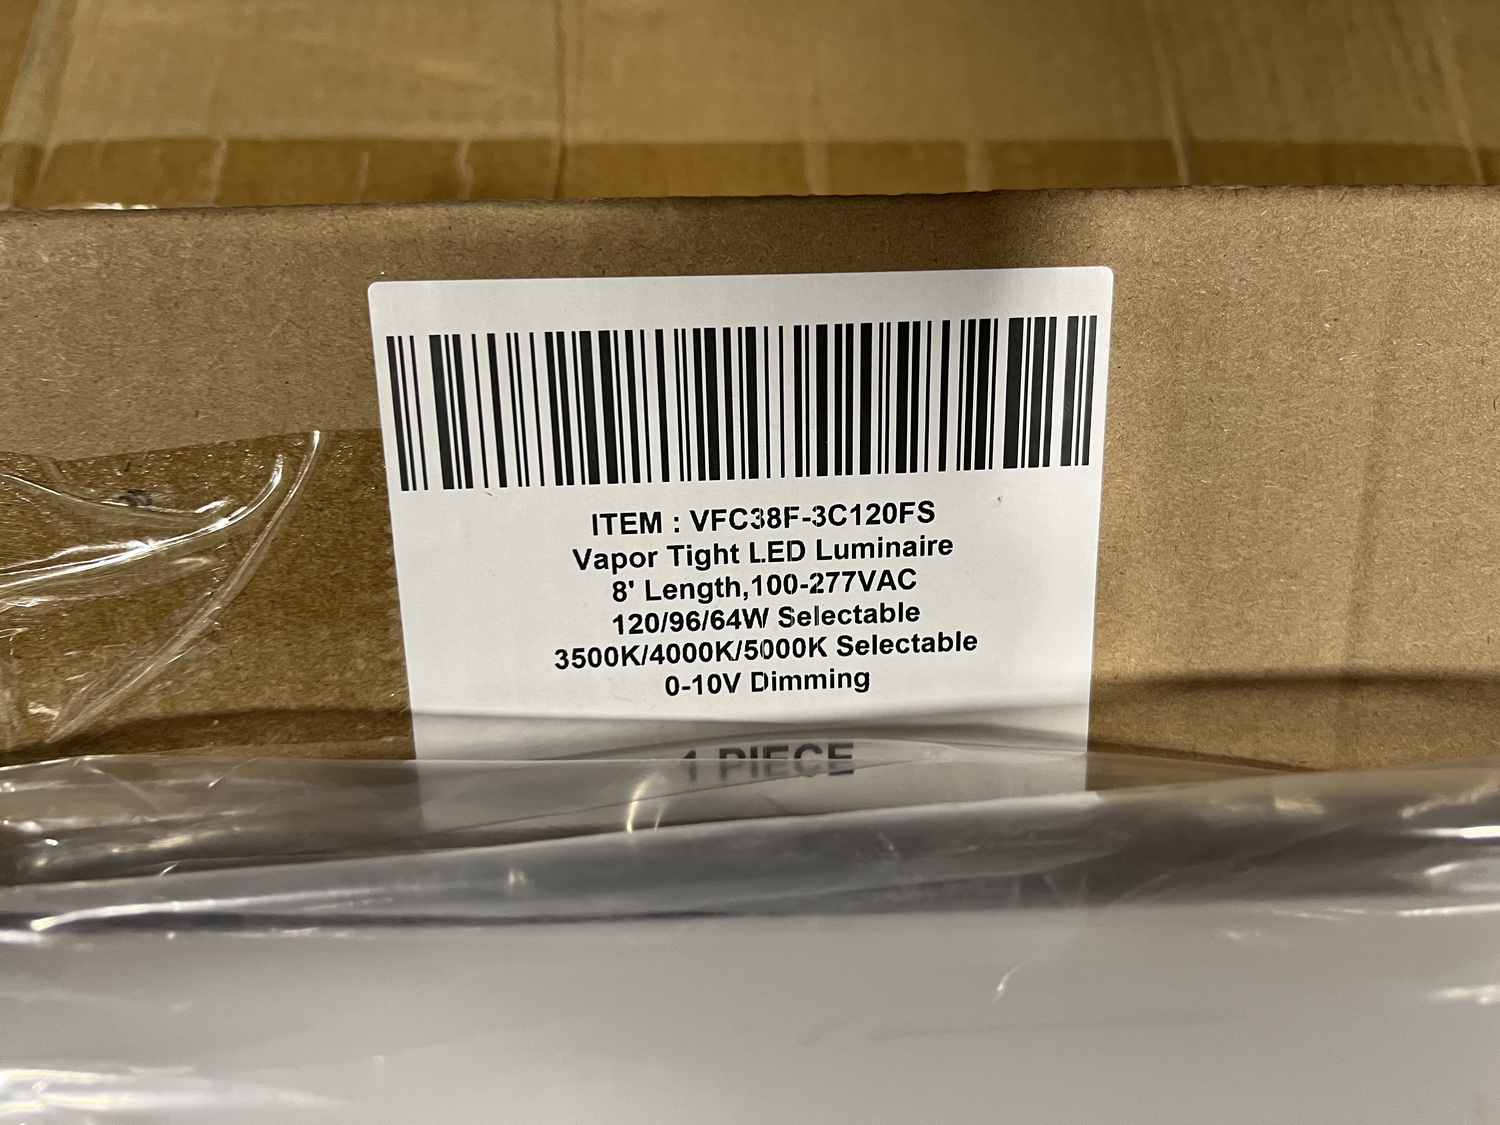 ITEM : VFC38F-3C120FS
Vapor Tight LED Luminaire
8' Length,100-277VAC
120/96/64W Selectable
3500K/4000K/5000K Selectable
0-10V Dimming
1 PIECE